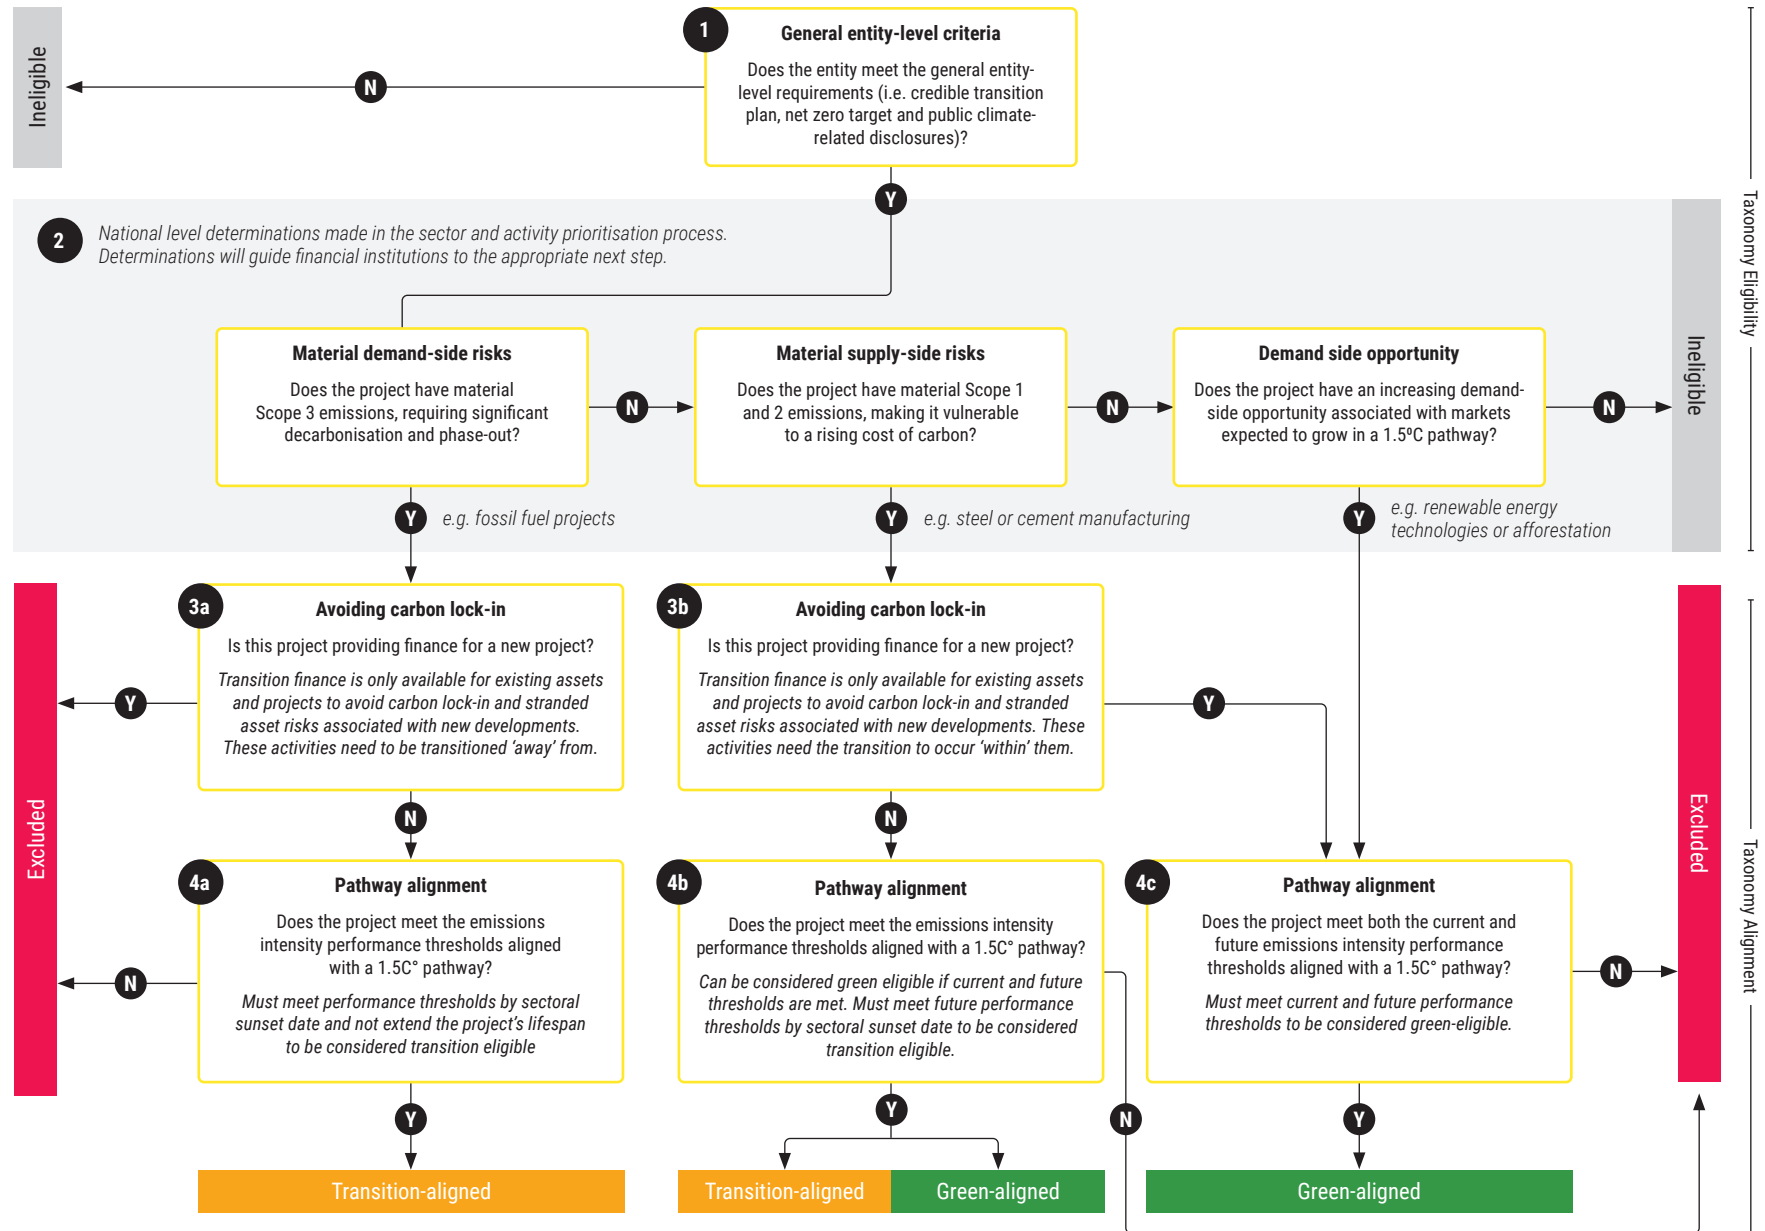 1
General entity-level criteria
Does the entity meet the general entity-
level requirements (i.e. credible transition
plan, net zero target and public climate-
related disclosures)?
Ineligible
N
Y
Taxonomy Eligibility
2
National level determinations made in the sector and activity prioritisation process.
Determinations will guide financial institutions to the appropriate next step.
Material demand-side risks
Does the project have material
Scope 3 emissions, requiring significant
decarbonisation and phase-out?
N
Material supply-side risks
Does the project have material Scope 1
and 2 emissions, making it vulnerable
to a rising cost of carbon?
N
Demand side opportunity
Does the project have an increasing demand-
side opportunity associated with markets
expected to grow in a 1.5ºC pathway?
N
Ineligible
Y
e.g. fossil fuel projects
Y
e.g. steel or cement manufacturing
Y
e.g. renewable energy
technologies or afforestation
3a
Avoiding carbon lock-in
Is this project providing finance for a new project?
Transition finance is only available for existing assets
and projects to avoid carbon lock-in and stranded
asset risks associated with new developments.
These activities need to be transitioned ‘away’ from.
Y
N
3b
Avoiding carbon lock-in
Is this project providing finance for a new project?
Transition finance is only available for existing assets
and projects to avoid carbon lock-in and stranded
asset risks associated with new developments. These
activities need the transition to occur ‘within’ them.
Y
N
Excluded
Excluded
Taxonomy Alignment
4a
Pathway alignment
Does the project meet the emissions
intensity performance thresholds aligned
with a 1.5C° pathway?
Must meet performance thresholds by sectoral
sunset date and not extend the project’s lifespan
to be considered transition eligible
N
Y
4b
Pathway alignment
Does the project meet the emissions intensity
performance thresholds aligned with a 1.5C° pathway?
Can be considered green eligible if current and future
thresholds are met. Must meet future performance
thresholds by sectoral sunset date to be considered
transition eligible.
Y
N
4c
Pathway alignment
Does the project meet both the current and
future emissions intensity performance
thresholds aligned with a 1.5C° pathway?
Must meet current and future performance
thresholds to be considered green-eligible.
N
Y
Transition-aligned
Transition-aligned
Green-aligned
Green-aligned